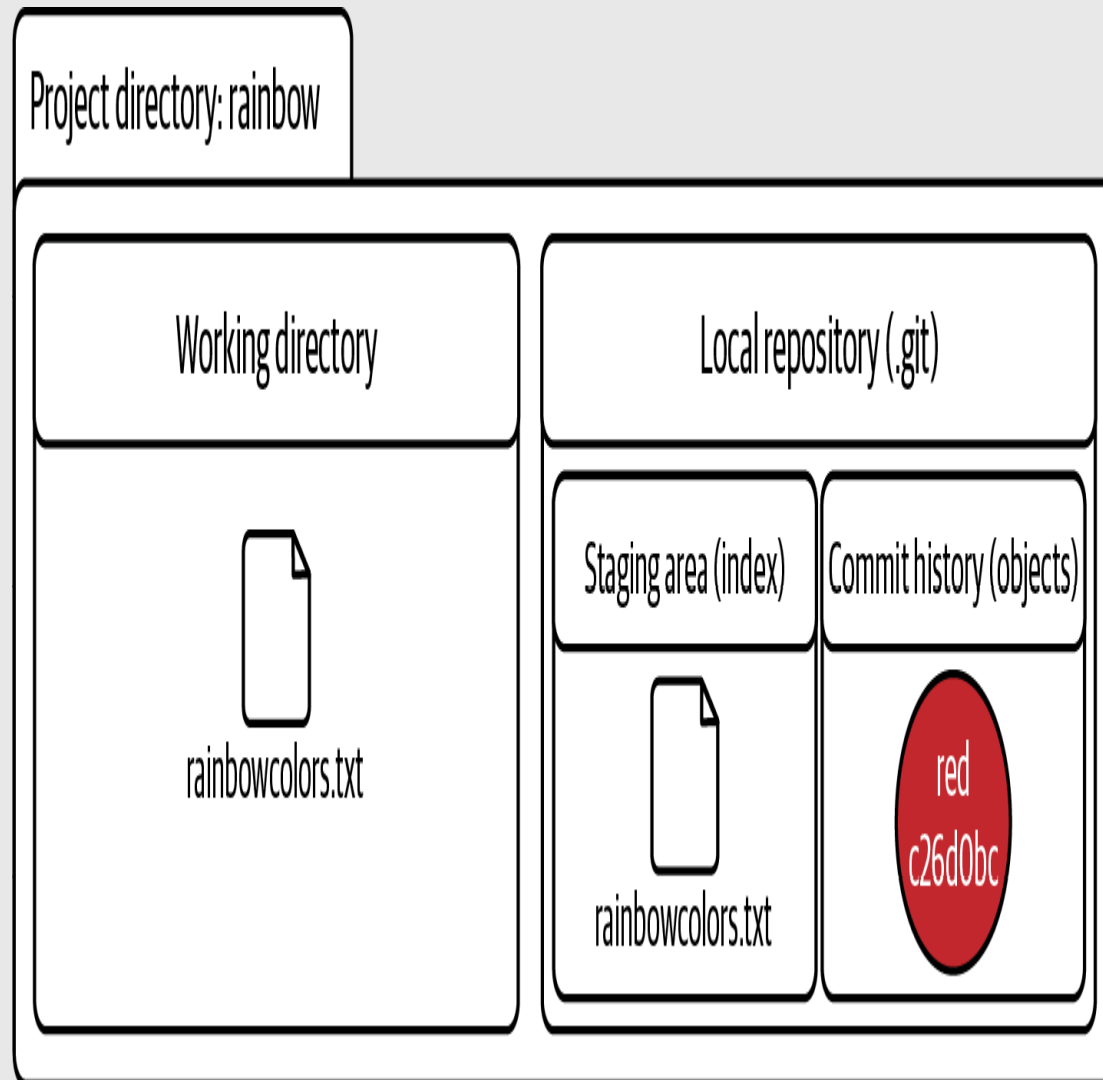 Project directory: rainbow
Working directory
rainbowcolors.txt
Local repository (.git)
Staging area (index)
rainbowcolors.txt
Commit history (objects)
red
c26d0bc